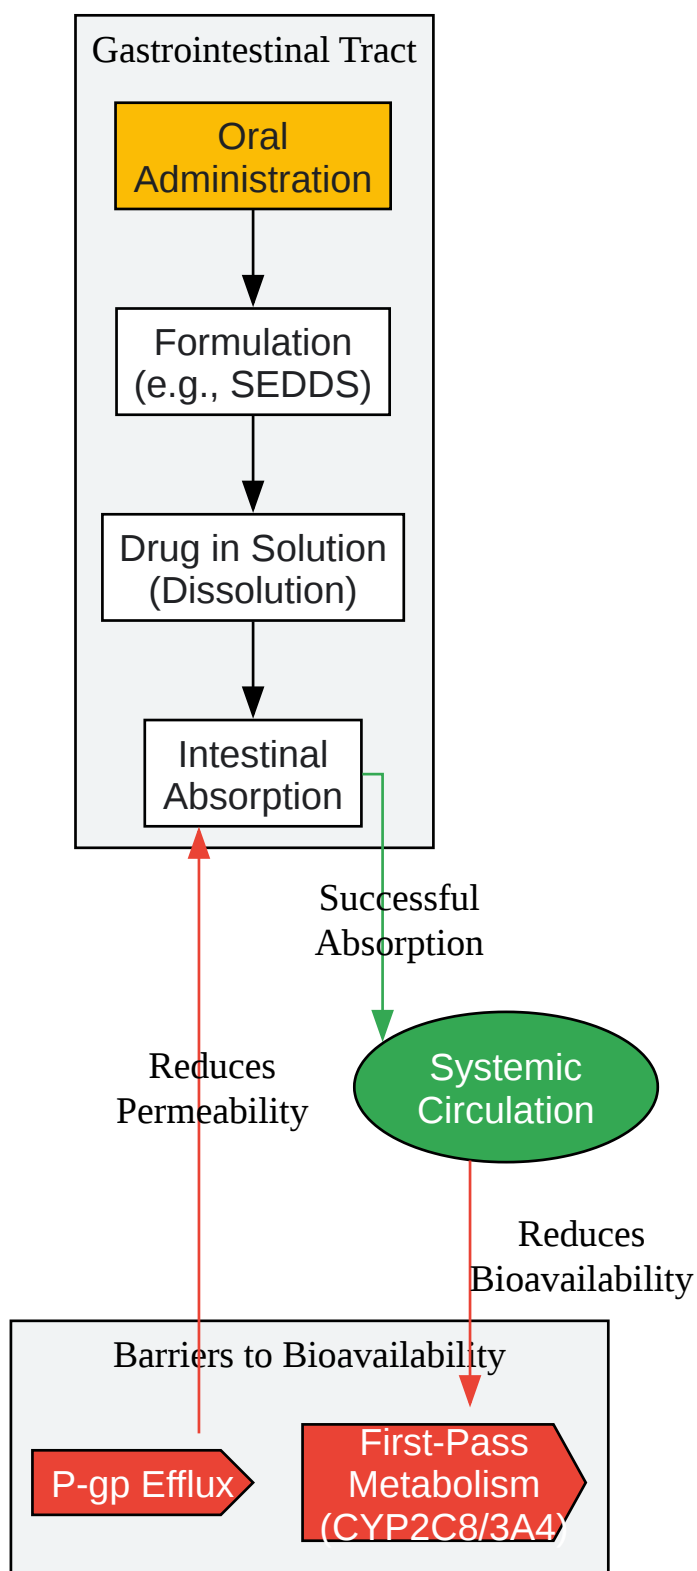 Gastrointestinal Tract
Oral
Administration
Formulation
(e.g., SEDDS)
Drug in Solution
(Dissolution)
Intestinal
Absorption
Successful
Absorption
Reduces
Permeability
Systemic
Circulation
Reduces
Bioavailability
Barriers to Bioavailability
P-gp Efflux
First-Pass
Metabolism
(CYP2C8/3A4)